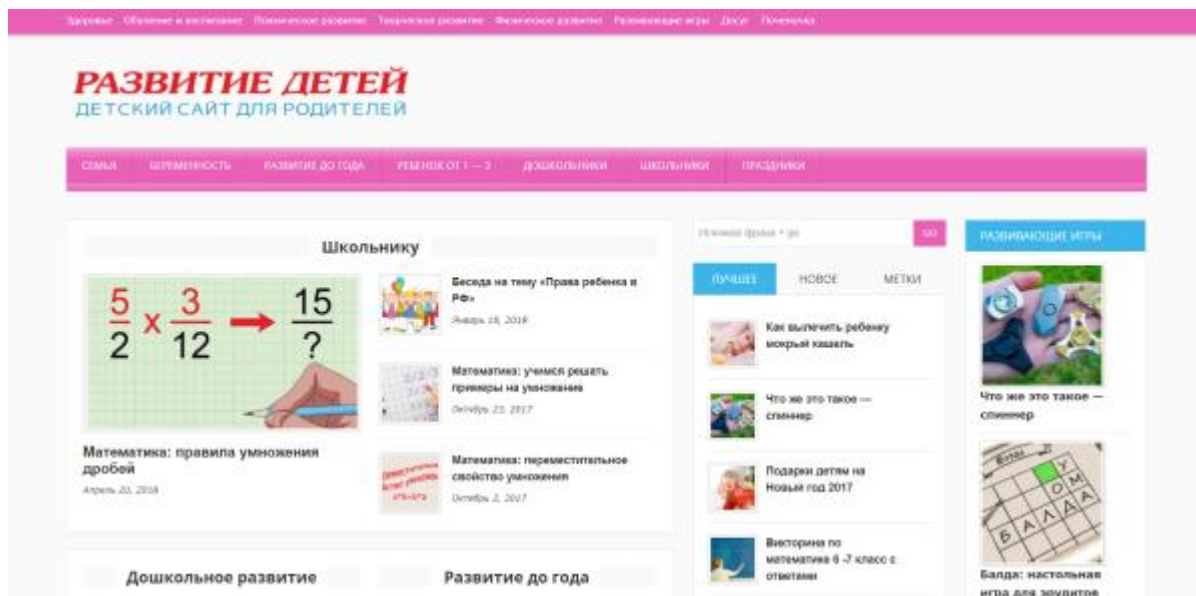 Здоровье Обучение и воспитание Психическое развитие Творческое развитие Физическое развитие Развивающие игры Досуг Почемучка
РАЗВИТИЕ ДЕТЕЙ
ДЕТСКИЙ САЙТ ДЛЯ РОДИТЕЛЕЙ
СЕМЬЯ БЕРЕМЕННОСТЬ РАЗВИТИЕ ДО ГОДА РЕБЕНОК ОТ 1 — 3 ДОШКОЛЬНИКИ ШКОЛЬНИКИ ПРАЗДНИКИ
Школьнику
5/2 x 3/12 → 15/?
Математика: правила умножения
дробей
Апрель 20, 2018
Беседа на тему «Права ребенка в
РФ»
Январь 18, 2018
Математика: учимся решать
примеры на умножение
Октябрь 23, 2017
Математика: переместительное
свойство умножения
Октябрь 2, 2017
Дошкольное развитие
Развитие до года
Искомая фраза + go GO
ЛУЧШЕЕ НОВОЕ МЕТКИ
Как вылечить ребенку
мокрый кашель
Что же это такое —
спиннер
Подарки детям на
Новый год 2017
Викторина по
математике 6 -7 класс с
ответами
РАЗВИВАЮЩИЕ ИГРЫ
Что же это такое —
спиннер
БАЛДА
Балда: настольная
игра для эрудитов